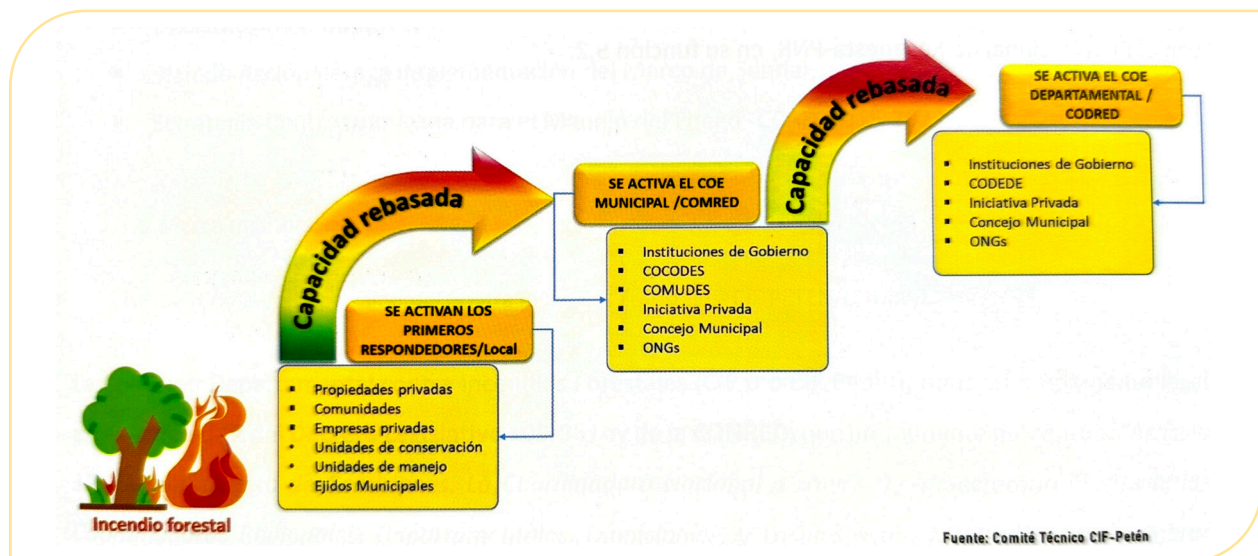 Capacidad rebasada
SE ACTIVA EL COE
DEPARTAMENTAL /
CODRED
Instituciones de Gobierno
CODEDE
Iniciativa Privada
Concejo Municipal
ONGs
Capacidad rebasada
SE ACTIVA EL COE
MUNICIPAL /COMRED
Instituciones de Gobierno
COCODES
COMUDES
Iniciativa Privada
Concejo Municipal
ONGs
SE ACTIVAN LOS
PRIMEROS
RESPONDEDORES/Local
Propiedades privadas
Comunidades
Empresas privadas
Unidades de conservación
Unidades de manejo
Ejidos Municipales
Incendio forestal
Fuente: Comité Técnico CIF-Petén